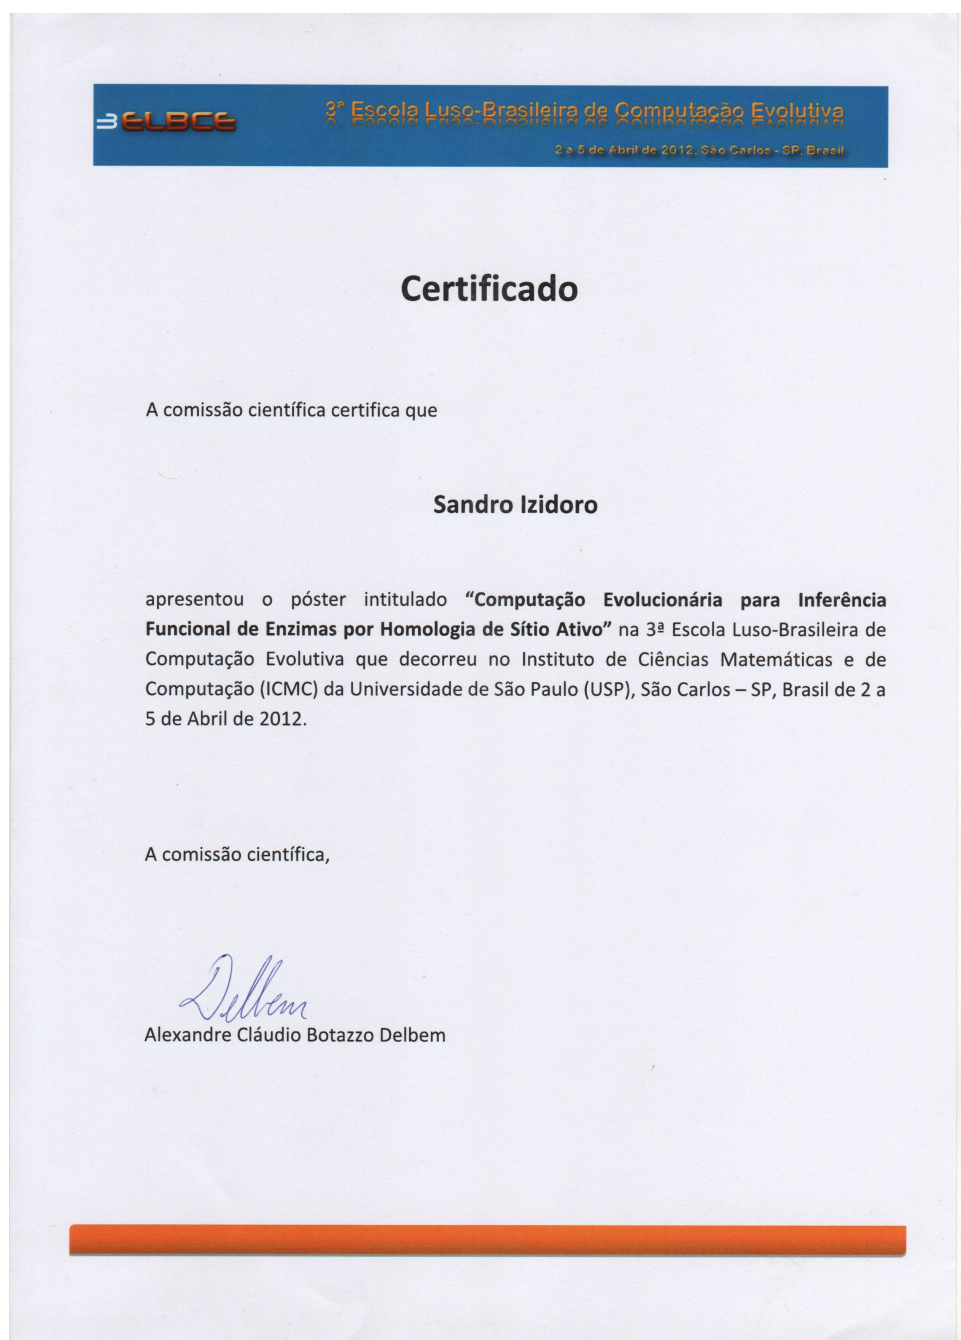 3ELBCE
3ª Escola Luso-Brasileira de Computação Evolutiva
2 a 5 de Abril de 2012, São Carlos - SP, Brasil
Certificado
A comissão científica certifica que
Sandro Izidoro
apresentou o póster intitulado “Computação Evolucionária para Inferência
Funcional de Enzimas por Homologia de Sítio Ativo” na 3ª Escola Luso-Brasileira de
Computação Evolutiva que decorreu no Instituto de Ciências Matemáticas e de
Computação (ICMC) da Universidade de São Paulo (USP), São Carlos – SP, Brasil de 2 a
5 de Abril de 2012.
A comissão científica,
Delbem
Alexandre Cláudio Botazzo Delbem